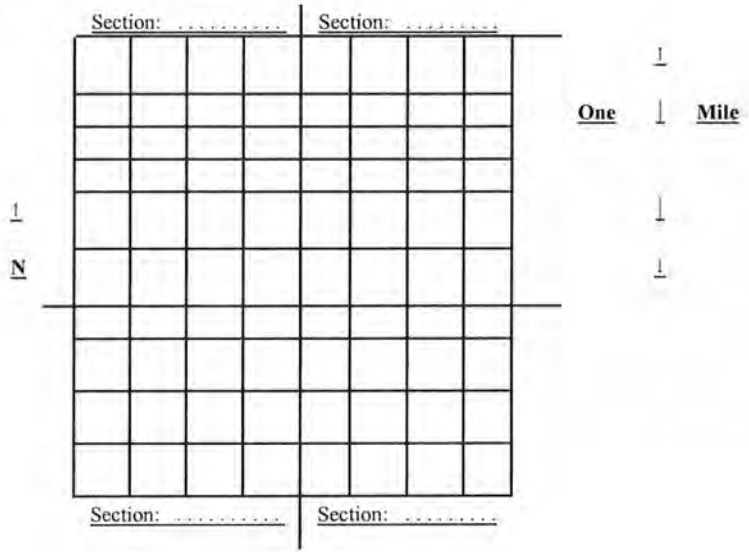 Section: . . . . . . . . . . Section: . . . . . . . . .
One Mile
N
Section: . . . . . . . . . . Section: . . . . . . . . . .